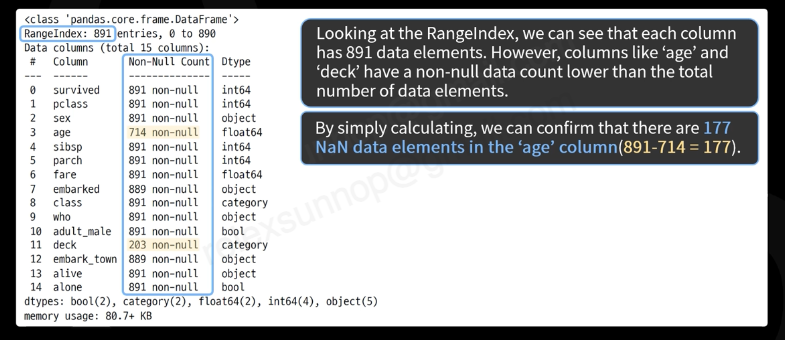 <class 'pandas.core.frame.DataFrame'>
RangeIndex: 891 entries, 0 to 890
Data columns (total 15 columns):
#   Column   Non-Null Count   Dtype
---  ------   --------------   -----
0   survived   891 non-null   int64
1   pclass   891 non-null   int64
2   sex   891 non-null   object
3   age   714 non-null   float64
4   sibsp   891 non-null   int64
5   parch   891 non-null   int64
6   fare   891 non-null   float64
7   embarked   889 non-null   object
8   class   891 non-null   category
9   who   891 non-null   object
10   adult_male   891 non-null   bool
11   deck   203 non-null   category
12   embark_town   889 non-null   object
13   alive   891 non-null   object
14   alone   891 non-null   bool
dtypes: bool(2), category(2), float64(2), int64(4), object(5)
memory usage: 80.7+ KB
Looking at the RangeIndex, we can see that each column
has 891 data elements. However, columns like ‘age’ and
‘deck’ have a non-null data count lower than the total
number of data elements.
By simply calculating, we can confirm that there are 177
NaN data elements in the ‘age’ column(891-714 = 177).